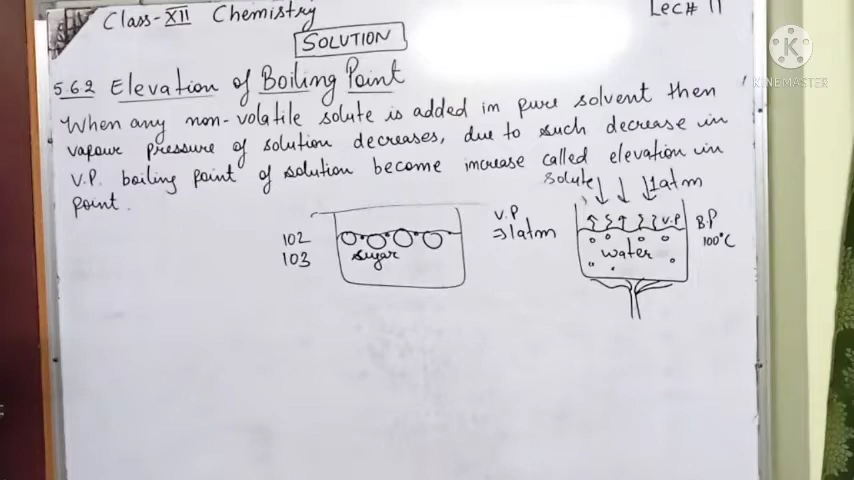 Class-XII Chemistry
Lec# 11
SOLUTION
K
KINEMASTER
5.6.2 Elevation of Boiling Point
When any non-volatile solute is added in pure solvent then
vapour pressure of solution decreases, due to such decrease in
V.P. boiling point of solution become increase called elevation in
point.
solute
1atm
V.P
⇒1atm
V.P
B.P
100°C
102
103
sugar
water